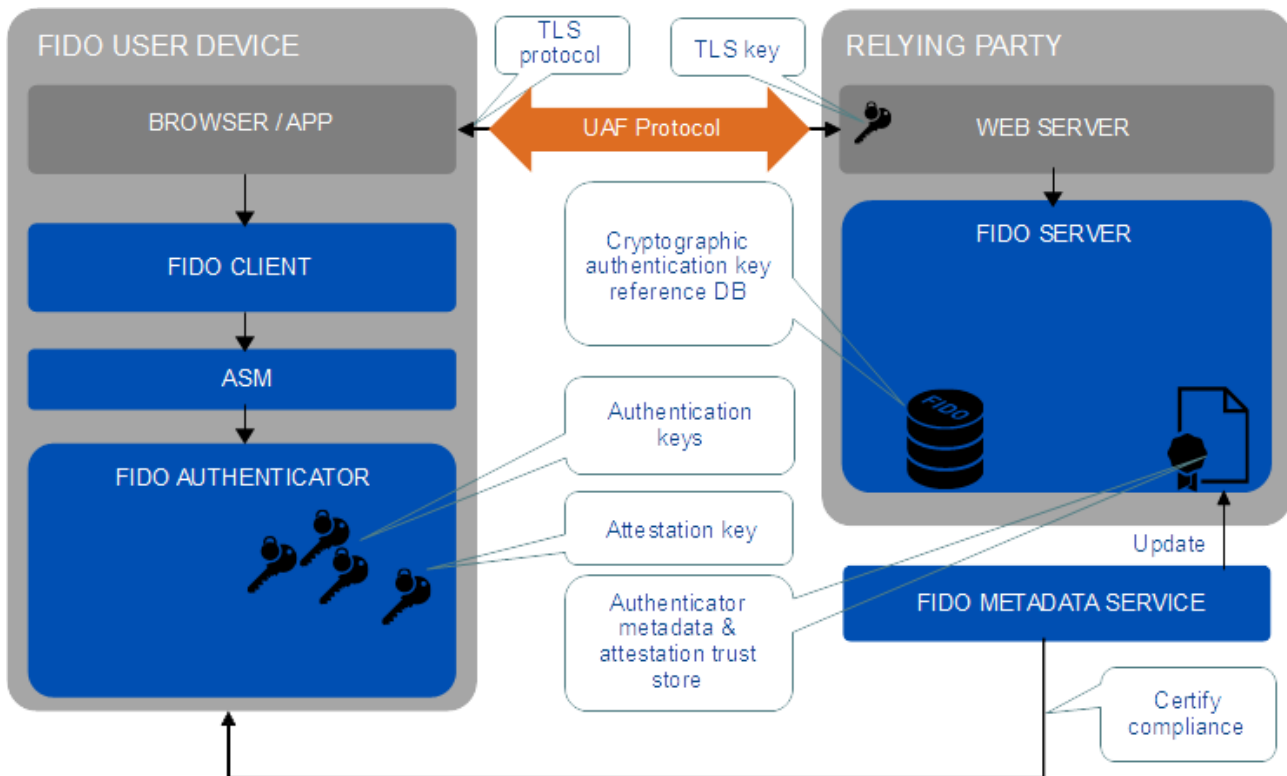 FIDO USER DEVICE
TLS
protocol
TLS key
RELYING PARTY
BROWSER / APP
UAF Protocol
WEB SERVER
FIDO CLIENT
Cryptographic
authentication key
reference DB
FIDO SERVER
ASM
FIDO
Authentication
keys
FIDO AUTHENTICATOR
Attestation key
Update
Authenticator
metadata &
attestation trust
store
FIDO METADATA SERVICE
Certify
compliance